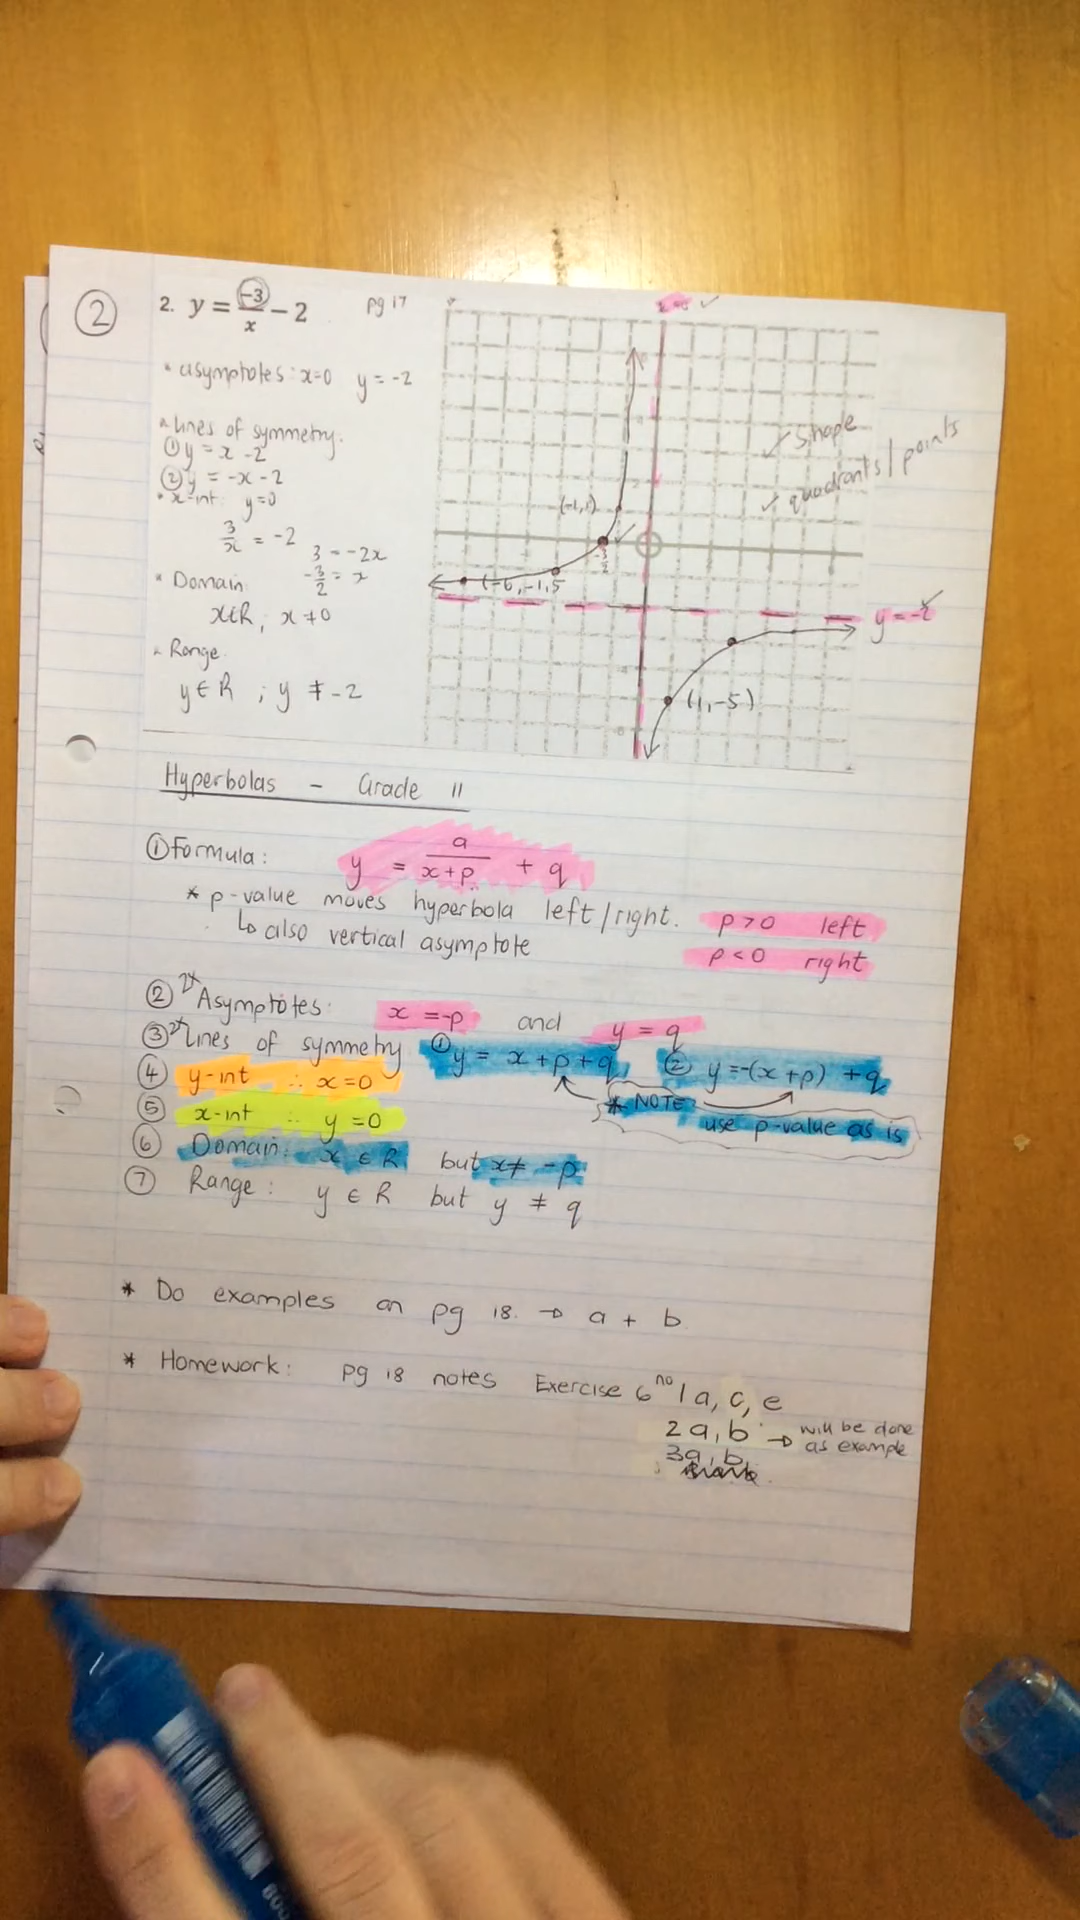 ②
2. y = -3/x - 2
pg 17
• asymptotes: x=0 y = -2
• Lines of symmetry.
① y = x - 2
② y = -x - 2
• x-int: y=0
3/x = -2
3 = -2x
-3/2 = x
• Domain:
x∈R ; x ≠ 0
• Range.
y ∈ R ; y ≠ -2
✓
✓ shape
✓ quadrants / points
(-1,1)
✓
-3/2
(-6,-1,5
y = -2 ✓
(1,-5)
Hyperbolas - Grade 11
① Formula: y = a/(x+p) + q
* p-value moves hyperbola left/right. p > 0 left
↳ also vertical asymptote p < 0 right
② 2x Asymptotes: x = -p and y = q
③ 2x Lines of symmetry ① y = x + p + q ② y = -(x + p) + q
④ y-int ∴ x = 0
* NOTE: use p-value as is
⑤ x-int ∴ y = 0
⑥ Domain: x ∈ R but x ≠ -p
⑦ Range: y ∈ R but y ≠ q
* Do examples on pg 18. → a + b
* Homework: pg 18 notes Exercise 6 no 1 a, c, e
2 a, b → will be done as example
3a, b